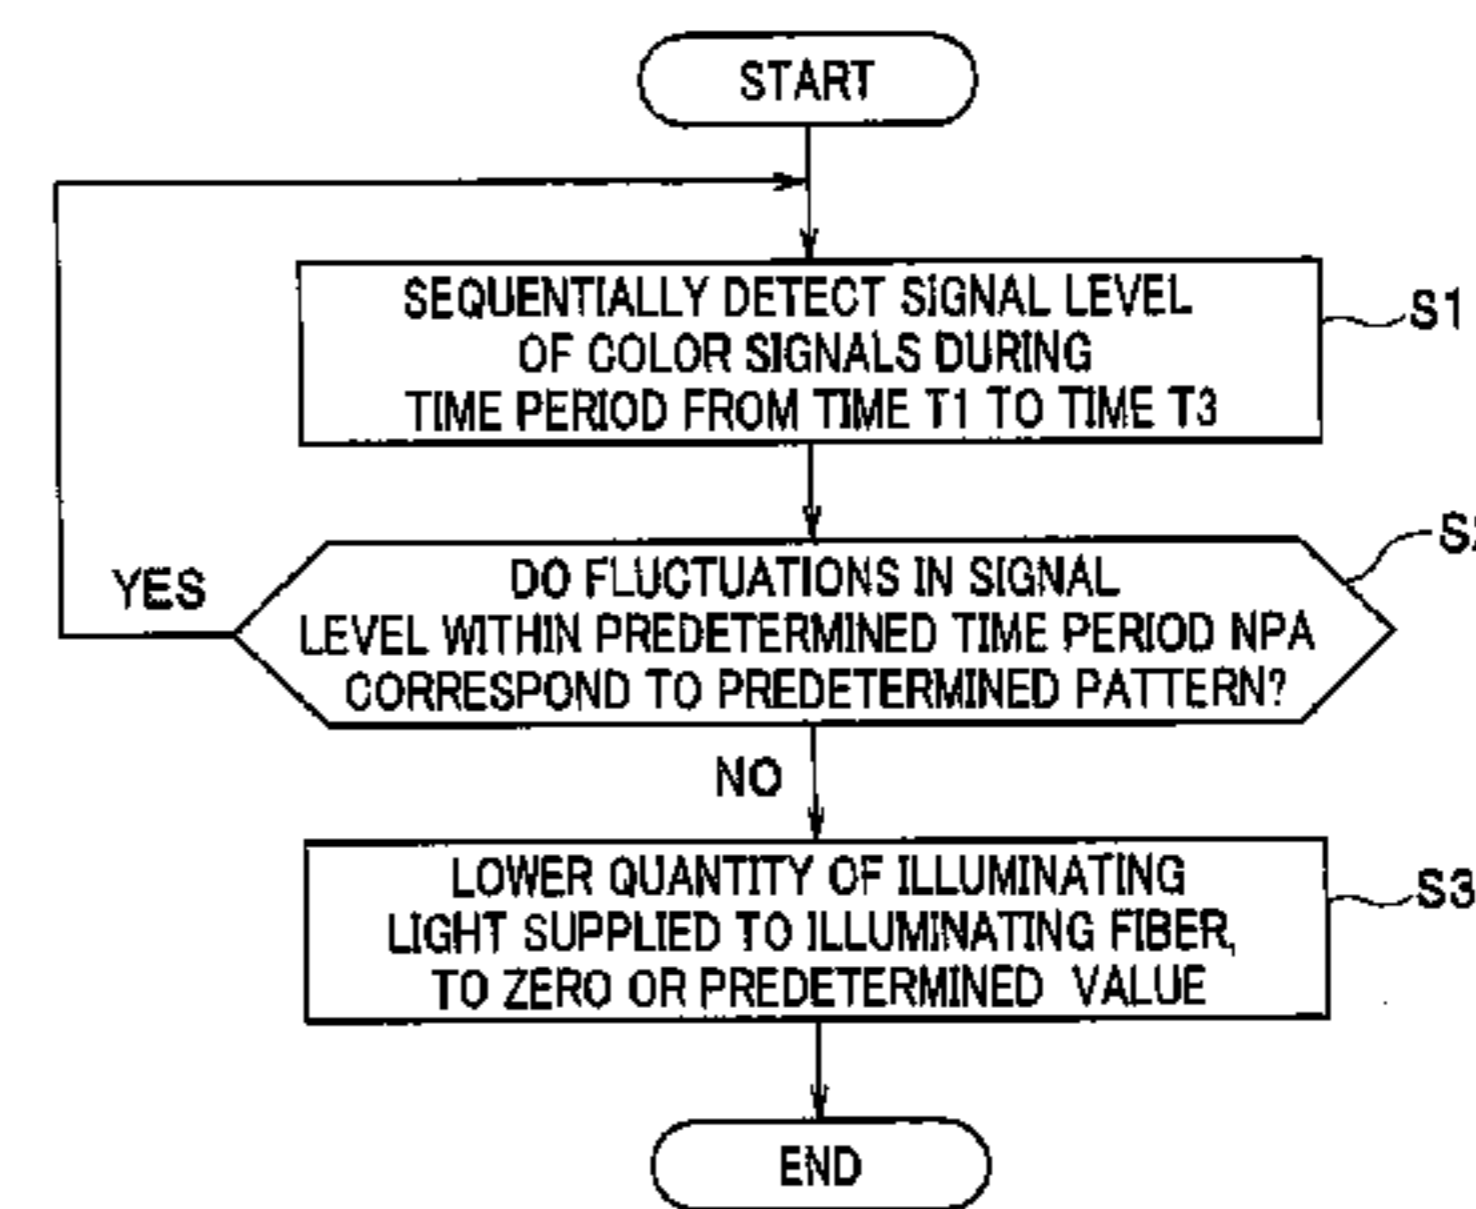 START
SEQUENTIALLY DETECT SIGNAL LEVEL
OF COLOR SIGNALS DURING
TIME PERIOD FROM TIME T1 TO TIME T3
S1
DO FLUCTUATIONS IN SIGNAL
LEVEL WITHIN PREDETERMINED TIME PERIOD NPA
CORRESPOND TO PREDETERMINED PATTERN?
S2
YES
NO
LOWER QUANTITY OF ILLUMINATING
LIGHT SUPPLIED TO ILLUMINATING FIBER,
TO ZERO OR PREDETERMINED VALUE
S3
END